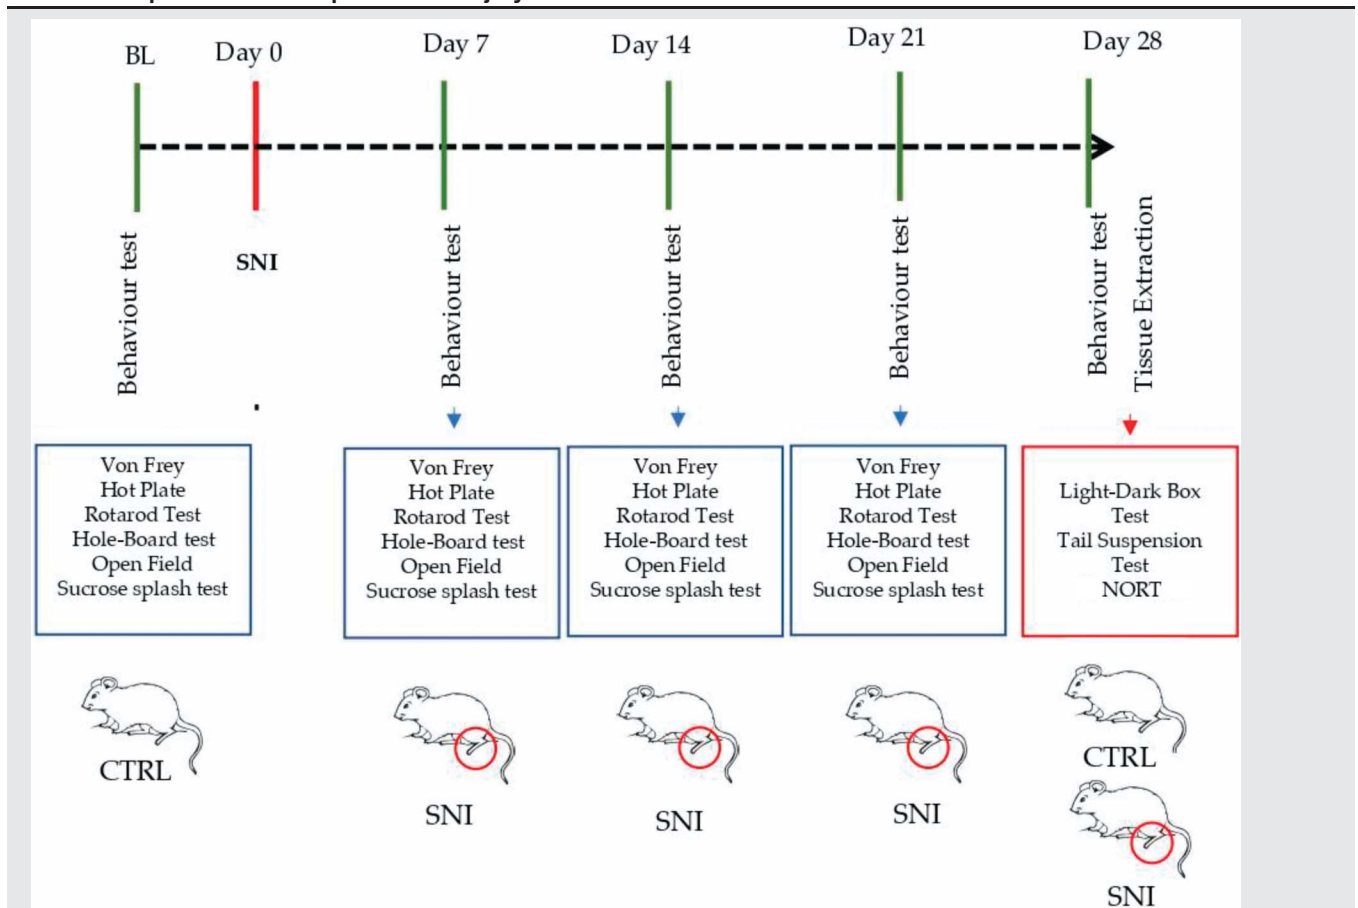 BL
Day 0
Day 7
Day 14
Day 21
Day 28
Behaviour test
SNI
Behaviour test
Behaviour test
Behaviour test
Behaviour test
Tissue Extraction
Von Frey
Hot Plate
Rotarod Test
Hole-Board test
Open Field
Sucrose splash test
Von Frey
Hot Plate
Rotarod Test
Hole-Board test
Open Field
Sucrose splash test
Von Frey
Hot Plate
Rotarod Test
Hole-Board test
Open Field
Sucrose splash test
Von Frey
Hot Plate
Rotarod Test
Hole-Board test
Open Field
Sucrose splash test
Light-Dark Box
Test
Tail Suspension
Test
NORT
CTRL
SNI
SNI
SNI
CTRL
SNI